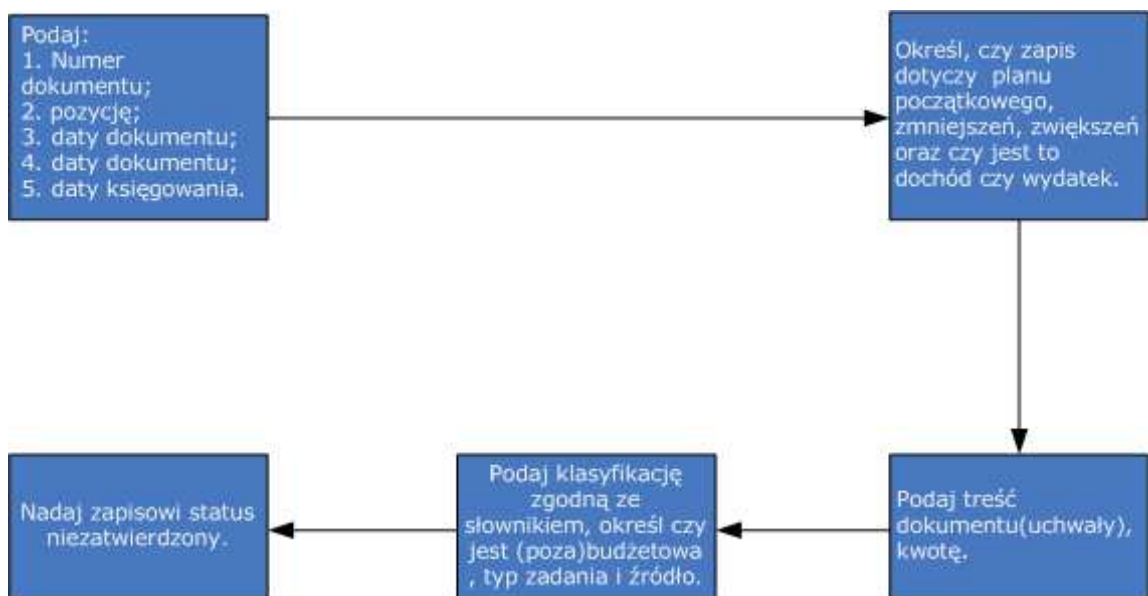 Podaj:
1. Numer
dokumentu;
2. pozycję;
3. daty dokumentu;
4. daty dokumentu;
5. daty księgowania.
Określ, czy zapis
dotyczy planu
początkowego,
zmniejszeń, zwiększeń
oraz czy jest to
dochód czy wydatek.
Podaj treść
dokumentu(uchwały),
kwotę.
Podaj klasyfikację
zgodną ze
słownikiem, określ czy
jest (poza)budżetowa
, typ zadania i źródło.
Nadaj zapisowi status
niezatwierdzony.